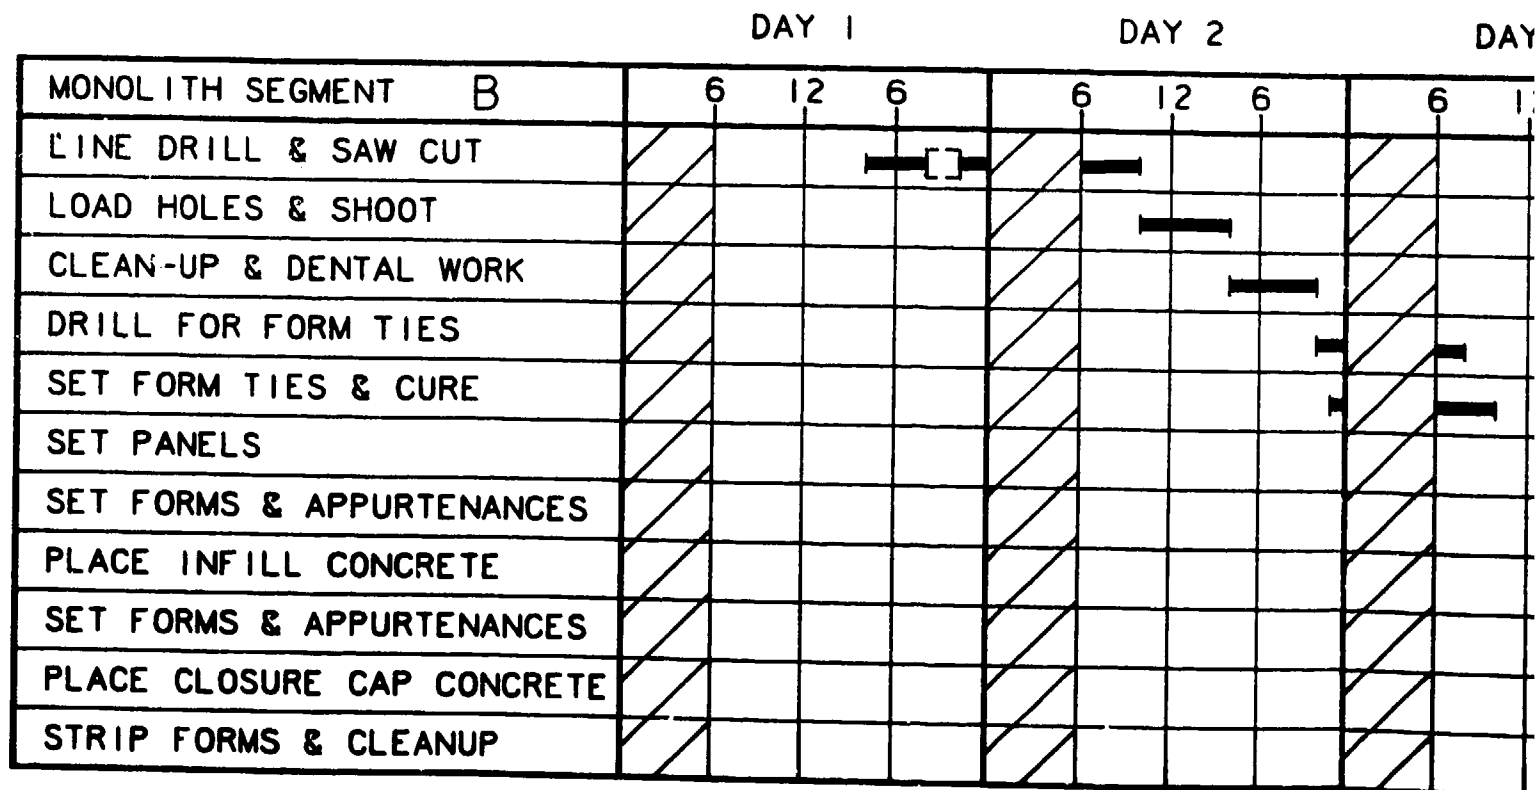 DAY 1 DAY 2 DAY
MONOLITH SEGMENT B 6 12 6 6 12 6 6
LINE DRILL & SAW CUT
LOAD HOLES & SHOOT
CLEAN-UP & DENTAL WORK
DRILL FOR FORM TIES
SET FORM TIES & CURE
SET PANELS
SET FORMS & APPURTENANCES
PLACE INFILL CONCRETE
SET FORMS & APPURTENANCES
PLACE CLOSURE CAP CONCRETE
STRIP FORMS & CLEANUP